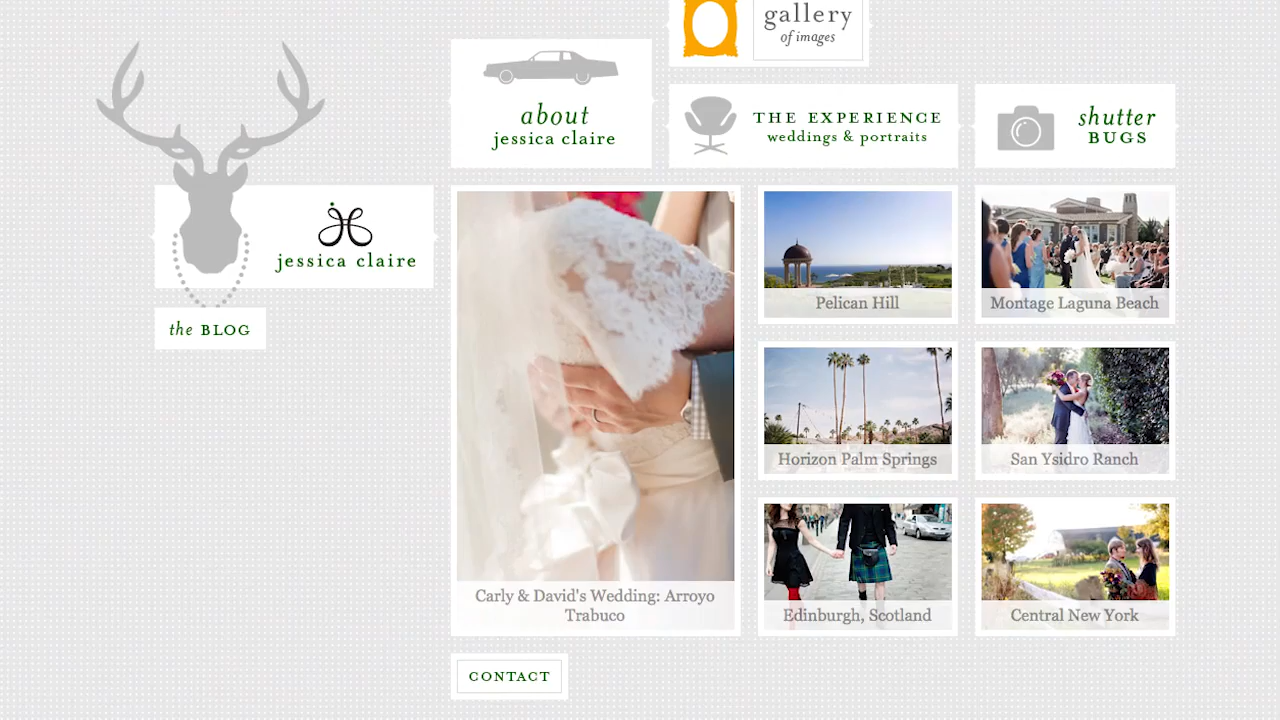 gallery
of images
about
jessica claire
THE EXPERIENCE
weddings & portraits
shutter
BUGS
jessica claire
the BLOG
Pelican Hill
Montage Laguna Beach
Horizon Palm Springs
San Ysidro Ranch
Carly & David's Wedding: Arroyo
Trabuco
Edinburgh, Scotland
Central New York
CONTACT